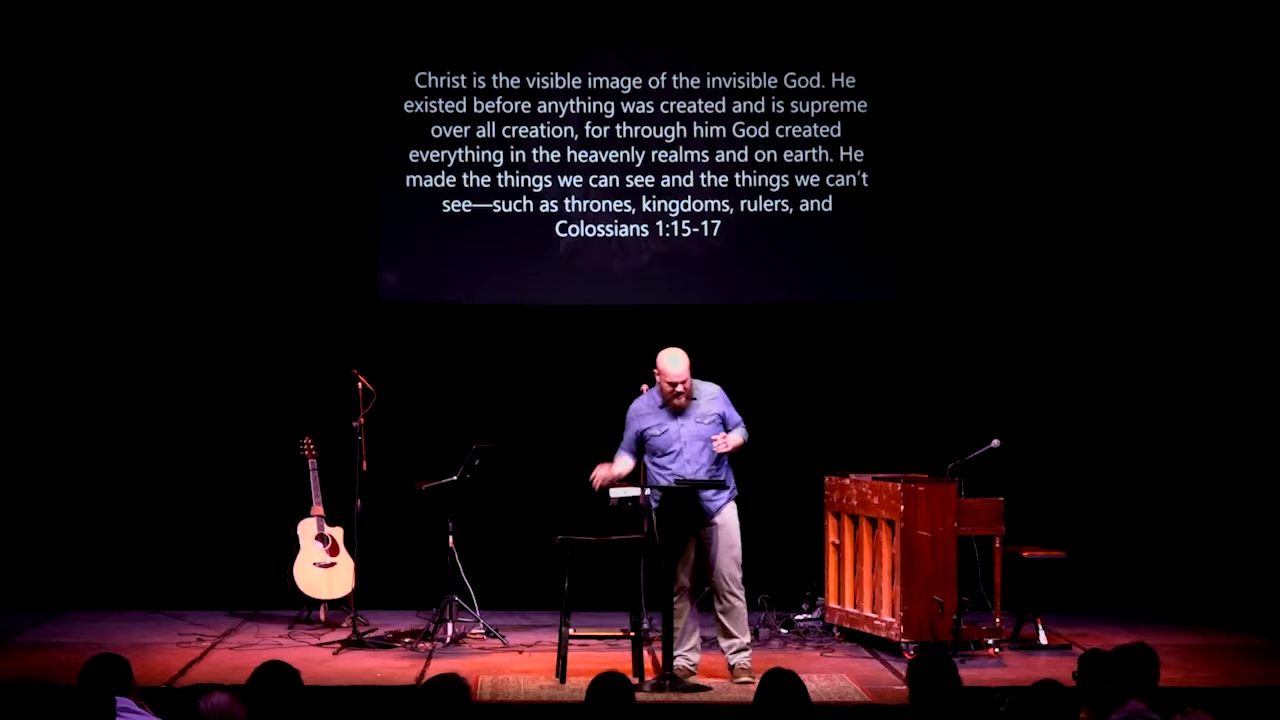 Christ is the visible image of the invisible God. He
existed before anything was created and is supreme
over all creation, for through him God created
everything in the heavenly realms and on earth. He
made the things we can see and the things we can't
see—such as thrones, kingdoms, rulers, and
Colossians 1:15-17